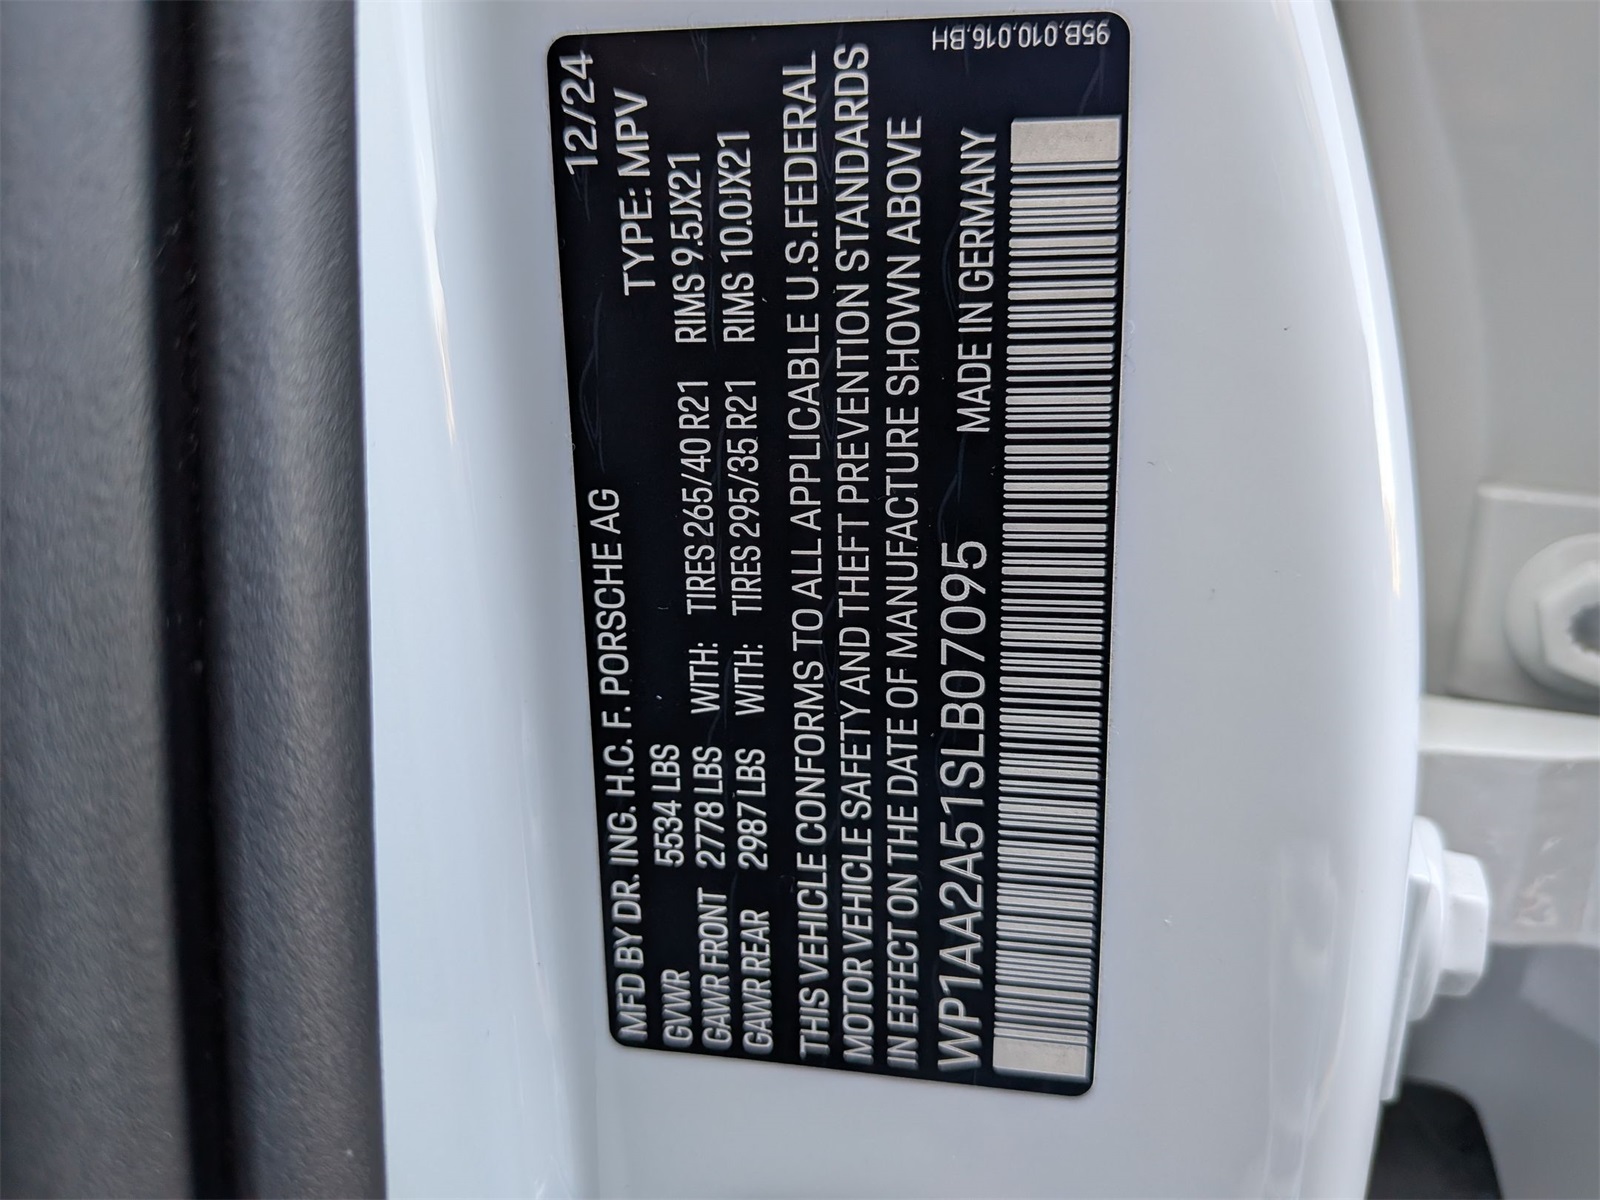 MFD BY DR. ING. H.C. F. PORSCHE AG 12/24
GVWR 5534 LBS TYPE: MPV
GAWR FRONT 2778 LBS WITH: TIRES 265/40 R21 RIMS 9.5JX21
GAWR REAR 2987 LBS WITH: TIRES 295/35 R21 RIMS 10.0JX21
THIS VEHICLE CONFORMS TO ALL APPLICABLE U.S.FEDERAL
MOTOR VEHICLE SAFETY AND THEFT PREVENTION STANDARDS
IN EFFECT ON THE DATE OF MANUFACTURE SHOWN ABOVE
WP1AA2A51SLB07095 MADE IN GERMANY
95B.010.016.BH